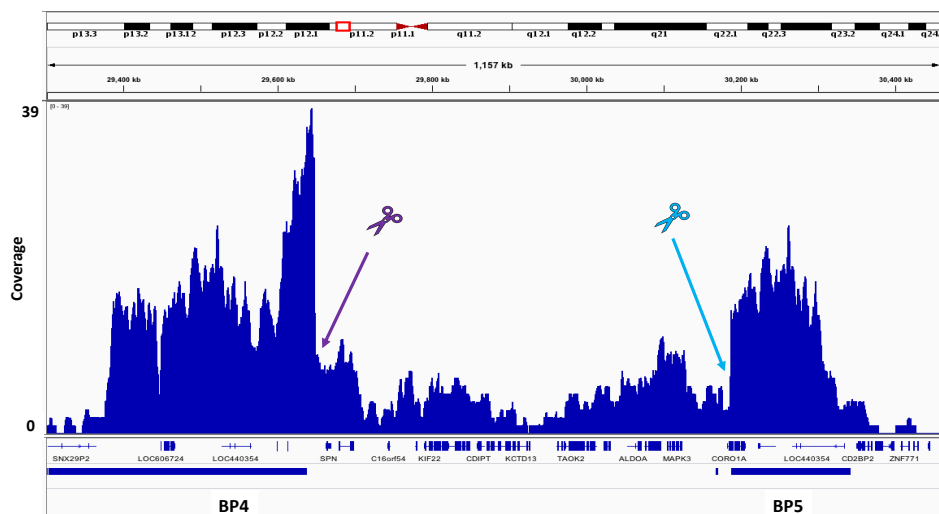 p13.3 p13.2 p13.12 p12.3 p12.2 p12.1 p11.2 p11.1 q11.2 q12.1 q12.2 q21 q22.1 q22.3 q23.2 q24.1 q24.
1,157 kb
29,400 kb 29,600 kb 29,800 kb 30,000 kb 30,200 kb 30,400 kb
39
[0 - 39]
Coverage
0
SNX29P2 LOC606724 LOC440354 SPN C16orf54 KIF22 CDIPT KCTD13 TAOK2 ALDOA MAPK3 CORO1A LOC440354 CD2BP2 ZNF771
BP4 BP5